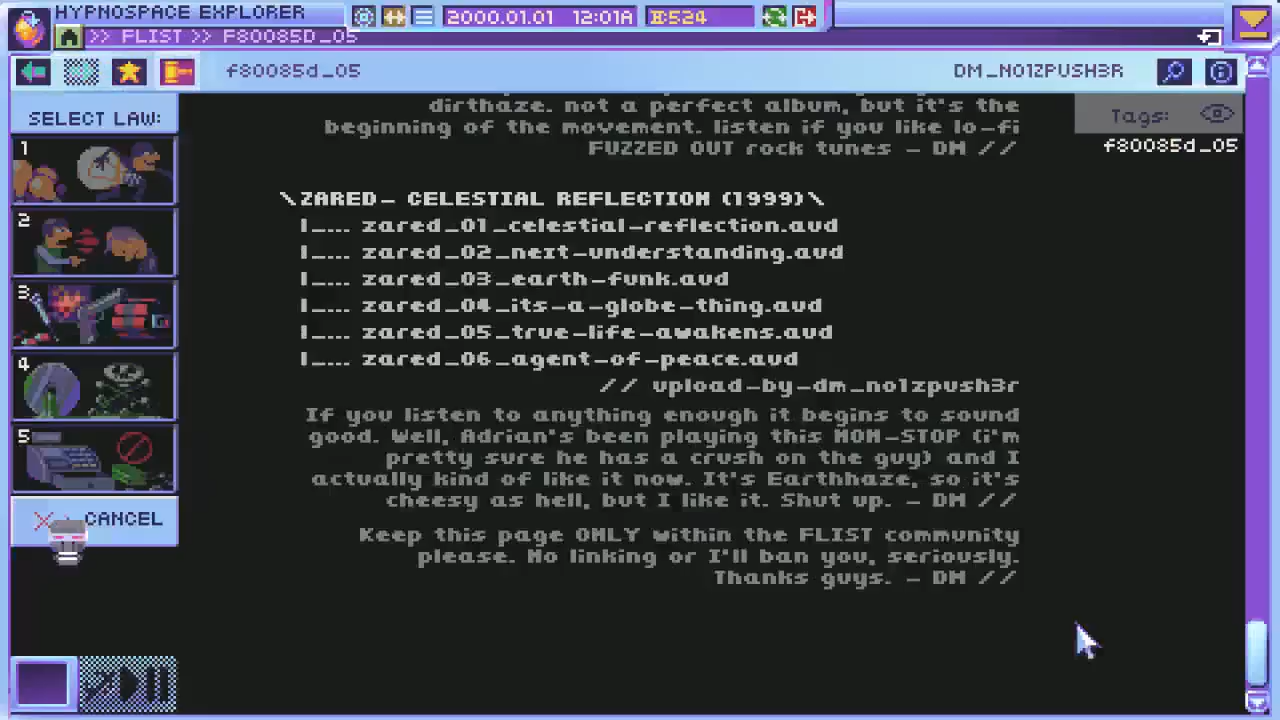 HYPNOSPACE EXPLORER
2000.01.01 12:01A
524
>> FLIST >> F80085D_05
f80085d_05
DM_NO1ZPUSH3R
SELECT LAW:
Tags:
f80085d_05
1
2
3
4
5
CANCEL
dirthaze. not a perfect album, but it's the
beginning of the movement. listen if you like lo-fi
FUZZED OUT rock tunes - DM //
\ZARED- CELESTIAL REFLECTION (1999)\
|_... zared_01_celestial-reflection.avd
|_... zared_02_next-understanding.avd
|_... zared_03_earth-funk.avd
|_... zared_04_its-a-globe-thing.avd
|_... zared_05_true-life-awakens.avd
|_... zared_06_agent-of-peace.avd
// upload-by-dm_no1zpush3r
If you listen to anything enough it begins to sound
good. Well, Adrian's been playing this NON-STOP (i'm
pretty sure he has a crush on the guy) and I
actually kind of like it now. It's Earthhaze, so it's
cheesy as hell, but I like it. Shut up. - DM //
Keep this page ONLY within the FLIST community
please. No linking or I'll ban you, seriously.
Thanks guys. - DM //